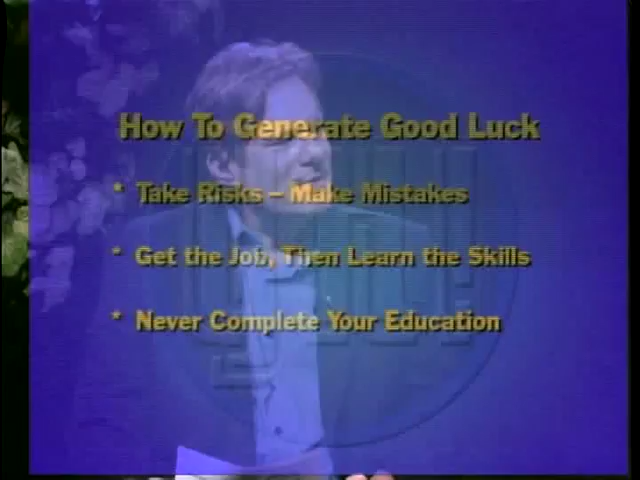 How To Generate Good Luck
* Take Risks – Make Mistakes
* Get the Job, Then Learn the Skills
* Never Complete Your Education